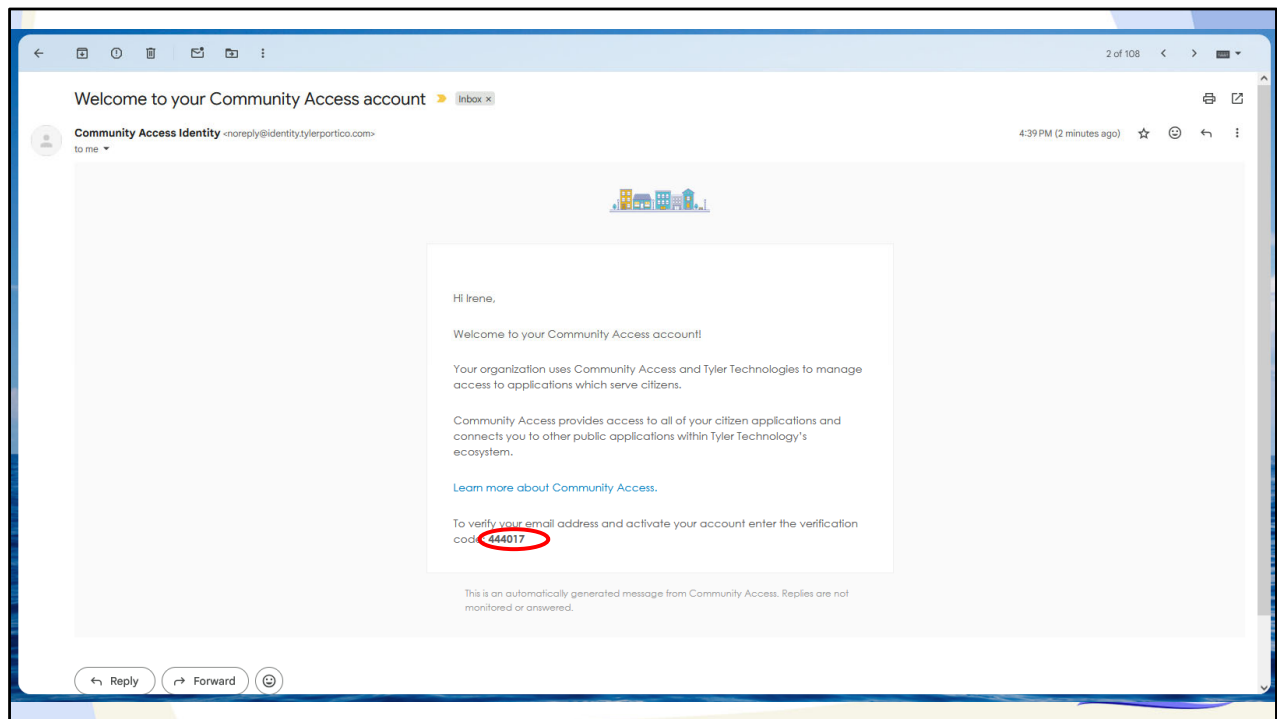 2 of 108
Welcome to your Community Access account Inbox ×
Community Access Identity <noreply@identity.tylerportico.com> 4:39 PM (2 minutes ago)
to me
Hi Irene,
Welcome to your Community Access account!
Your organization uses Community Access and Tyler Technologies to manage
access to applications which serve citizens.
Community Access provides access to all of your citizen applications and
connects you to other public applications within Tyler Technology's
ecosystem.
Learn more about Community Access.
To verify your email address and activate your account enter the verification
code: 444017
This is an automatically generated message from Community Access. Replies are not
monitored or answered.
Reply Forward